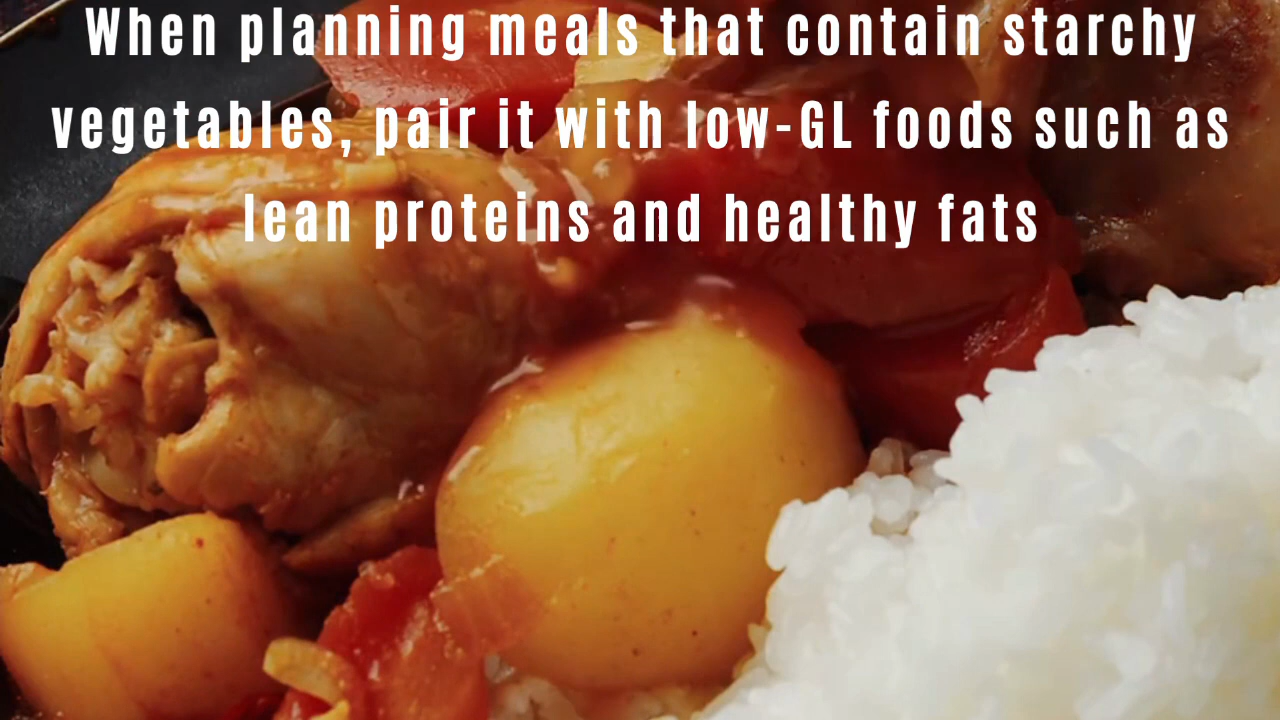 When planning meals that contain starchy
vegetables, pair it with low-GL foods such as
lean proteins and healthy fats